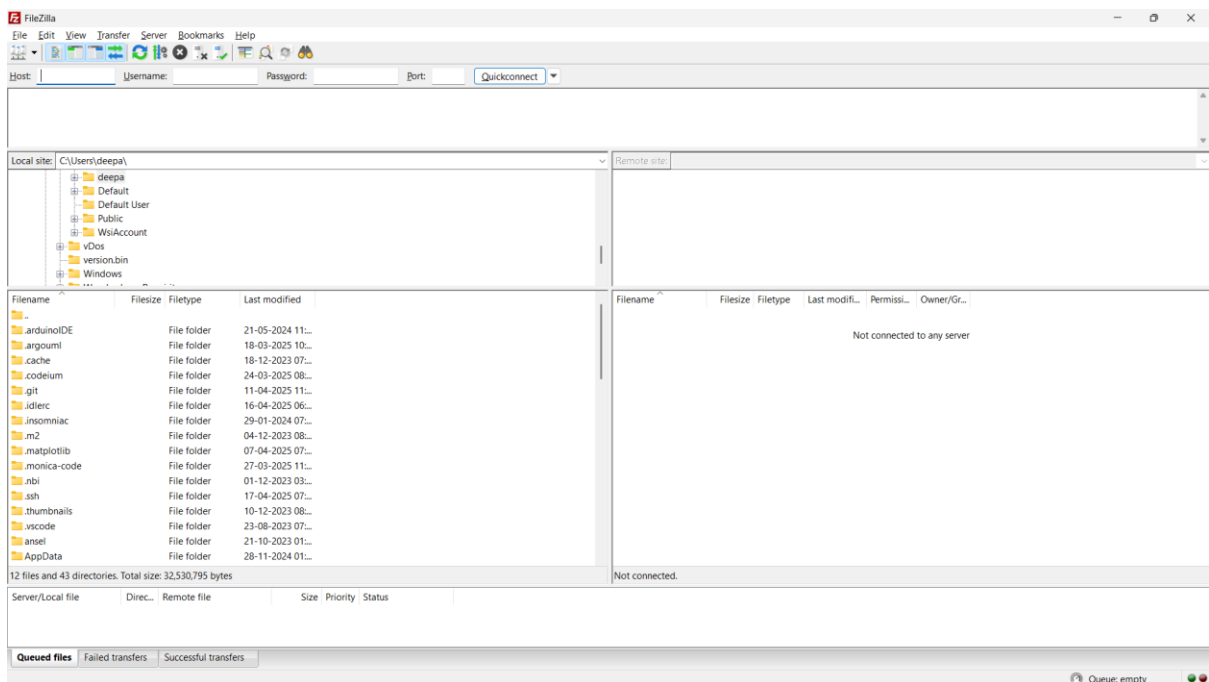 FileZilla
File Edit View Transfer Server Bookmarks Help
Host: Username: Password: Port: Quickconnect
Local site: C:\Users\deepa\
Remote site:
deepa
Default
Default User
Public
WsiAccount
vDos
version.bin
Windows
Filename Filesize Filetype Last modified
Filename Filesize Filetype Last modifi... Permissi... Owner/Gr...
..
.arduinoIDE File folder 21-05-2024 11:...
Not connected to any server
.argouml File folder 18-03-2025 10:...
.cache File folder 18-12-2023 07:...
.codeium File folder 24-03-2025 08:...
.git File folder 11-04-2025 11:...
.idlerc File folder 16-04-2025 06:...
.insomniac File folder 29-01-2024 07:...
.m2 File folder 04-12-2023 08:...
.matplotlib File folder 07-04-2025 07:...
.monica-code File folder 27-03-2025 11:...
.nbi File folder 01-12-2023 03:...
.ssh File folder 17-04-2025 07:...
.thumbnails File folder 10-12-2023 08:...
.vscode File folder 23-08-2023 07:...
ansel File folder 21-10-2023 01:...
AppData File folder 28-11-2024 01:...
12 files and 43 directories. Total size: 32,530,795 bytes
Not connected.
Server/Local file Direc... Remote file Size Priority Status
Queued files Failed transfers Successful transfers
Queue: empty